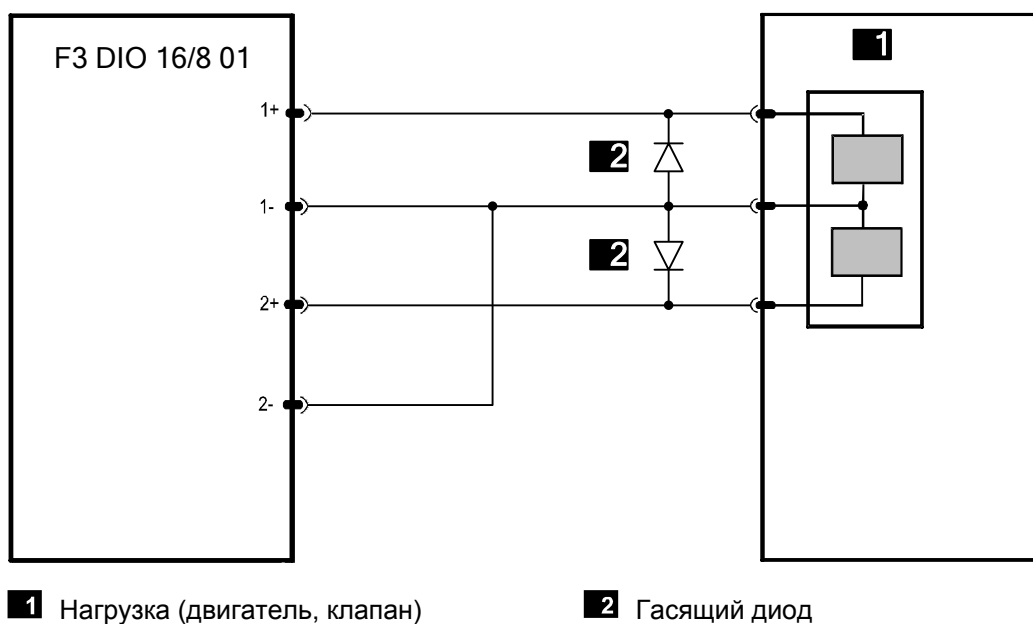 F3 DIO 16/8 01
1
1+
2
1-
2
2+
2-
1 Нагрузка (двигатель, клапан)
2 Гасящий диод